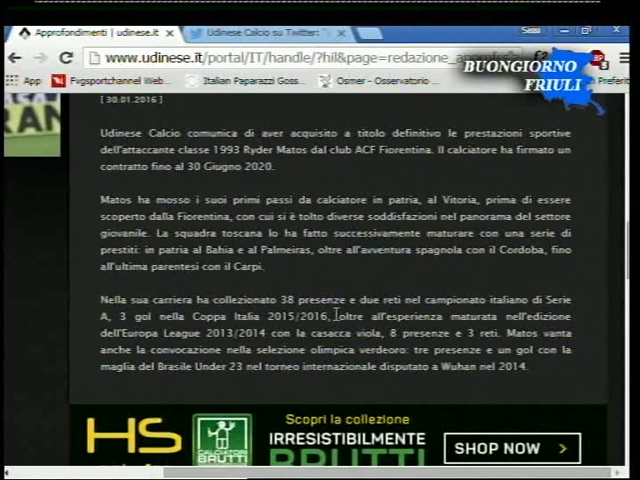 Approfondimenti | udinese.it
Udinese Calcio su Twitter: "
www.udinese.it/portal/IT/handle/?hil&page=redazione_a
BUONGIORNO
FRIULI
App
Fvgsportchannel Web...
Italian Paparazzi Goss...
Osmer - Osservatorio ...
Preferiti
RAN
[ 30.01.2016 ]
Udinese Calcio comunica di aver acquisito a titolo definitivo le prestazioni sportive
dell'attaccante classe 1993 Ryder Matos dal club ACF Fiorentina. Il calciatore ha firmato un
contratto fino al 30 Giugno 2020.
Matos ha mosso i suoi primi passi da calciatore in patria, al Vitoria, prima di essere
scoperto dalla Fiorentina, con cui si è tolto diverse soddisfazioni nel panorama del settore
giovanile. La squadra toscana lo ha fatto successivamente maturare con una serie di
prestiti: in patria al Bahia e al Palmeiras, oltre all'avventura spagnola con il Cordoba, fino
all'ultima parentesi con il Carpi.
Nella sua carriera ha collezionato 38 presenze e due reti nel campionato italiano di Serie
A, 3 gol nella Coppa Italia 2015/2016, oltre all'esperienza maturata nell'edizione
dell'Europa League 2013/2014 con la casacca viola, 8 presenze e 3 reti. Matos vanta
anche la convocazione nella selezione olimpica verdeoro: tre presenze e un gol con la
maglia del Brasile Under 23 nel torneo internazionale disputato a Wuhan nel 2014.
HS
CALCIATORI
BRUTTI
Scopri la collezione
IRRESISTIBILMENTE
BRUTTI
SHOP NOW >